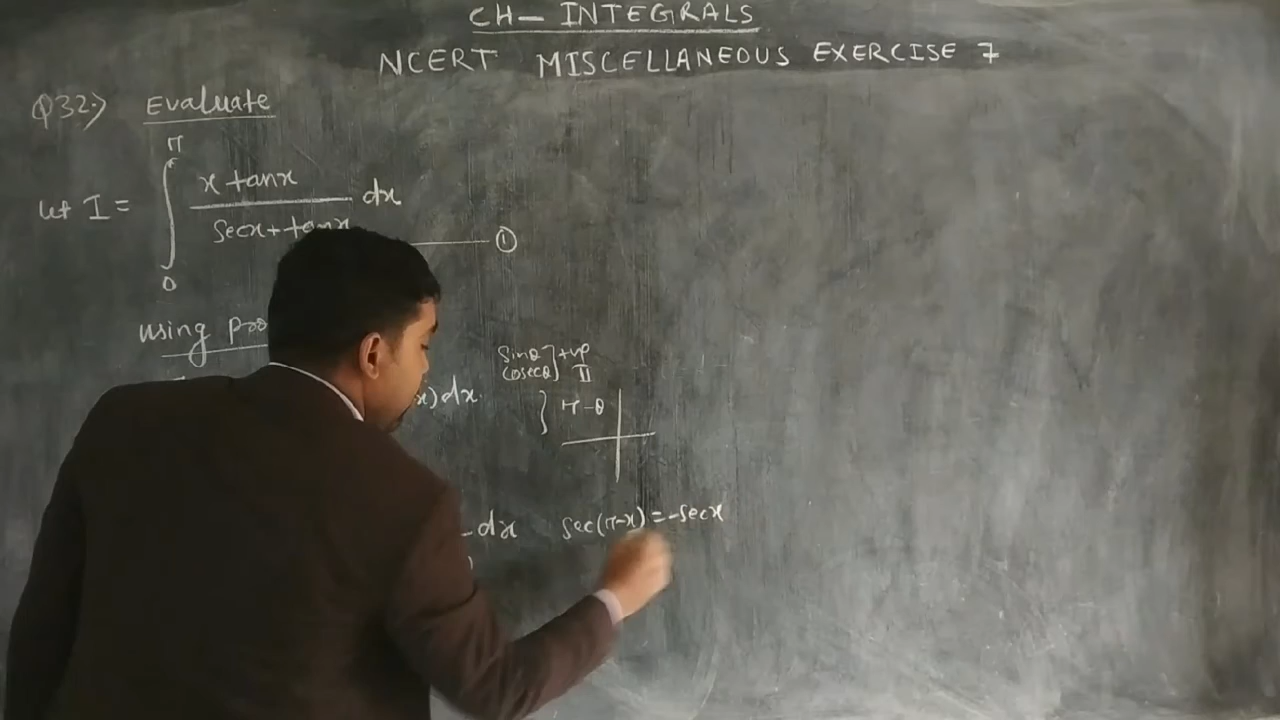 CH— INTEGRALS
NCERT MISCELLANEOUS EXERCISE 7
Q32.) Evaluate
let I = ∫₀^π x tanx / secx + tanx dx — ①
using
x) dx.
sinθ cosecθ } +ve II
} π-θ
dx
sec(π-x) = -secx